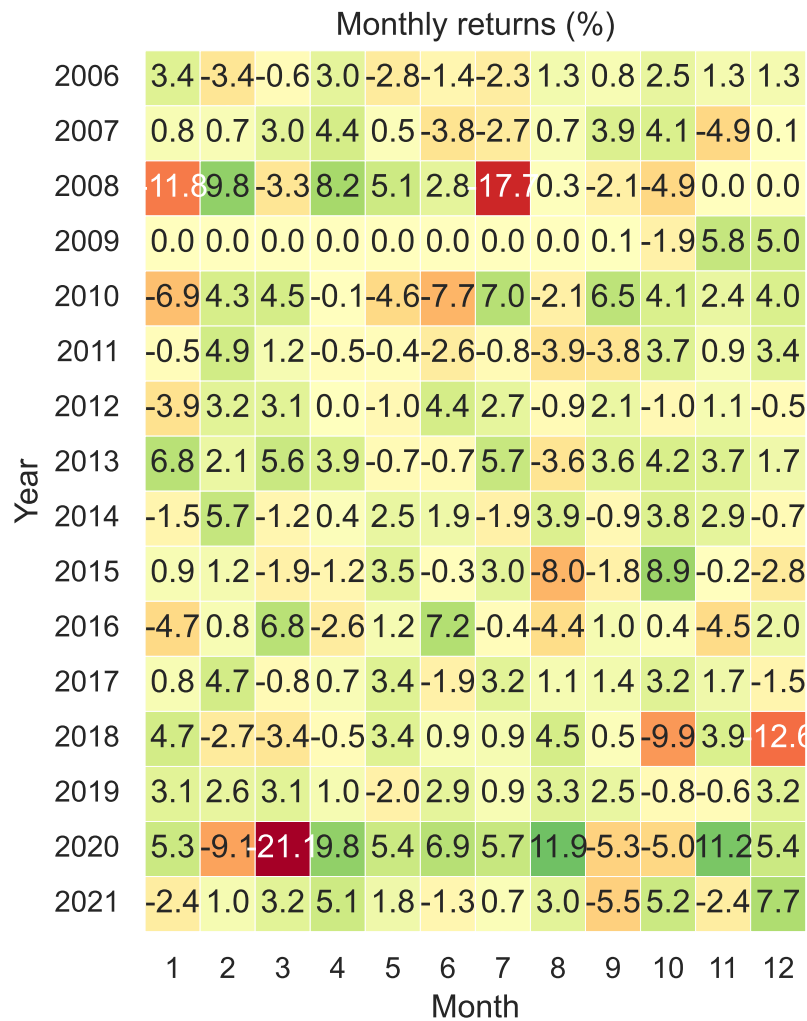 Monthly returns (%)
2006 3.4 -3.4 -0.6 3.0 -2.8 -1.4 -2.3 1.3 0.8 2.5 1.3 1.3
2007 0.8 0.7 3.0 4.4 0.5 -3.8 -2.7 0.7 3.9 4.1 -4.9 0.1
2008 -11.8 9.8 -3.3 8.2 5.1 2.8 -17.7 0.3 -2.1 -4.9 0.0 0.0
2009 0.0 0.0 0.0 0.0 0.0 0.0 0.0 0.0 0.1 -1.9 5.8 5.0
2010 -6.9 4.3 4.5 -0.1 -4.6 -7.7 7.0 -2.1 6.5 4.1 2.4 4.0
2011 -0.5 4.9 1.2 -0.5 -0.4 -2.6 -0.8 -3.9 -3.8 3.7 0.9 3.4
2012 -3.9 3.2 3.1 0.0 -1.0 4.4 2.7 -0.9 2.1 -1.0 1.1 -0.5
2013 6.8 2.1 5.6 3.9 -0.7 -0.7 5.7 -3.6 3.6 4.2 3.7 1.7
2014 -1.5 5.7 -1.2 0.4 2.5 1.9 -1.9 3.9 -0.9 3.8 2.9 -0.7
2015 0.9 1.2 -1.9 -1.2 3.5 -0.3 3.0 -8.0 -1.8 8.9 -0.2 -2.8
2016 -4.7 0.8 6.8 -2.6 1.2 7.2 -0.4 -4.4 1.0 0.4 -4.5 2.0
2017 0.8 4.7 -0.8 0.7 3.4 -1.9 3.2 1.1 1.4 3.2 1.7 -1.5
2018 4.7 -2.7 -3.4 -0.5 3.4 0.9 0.9 4.5 0.5 -9.9 3.9 -12.6
2019 3.1 2.6 3.1 1.0 -2.0 2.9 0.9 3.3 2.5 -0.8 -0.6 3.2
2020 5.3 -9.1 -21.1 9.8 5.4 6.9 5.7 11.9 -5.3 -5.0 11.2 5.4
2021 -2.4 1.0 3.2 5.1 1.8 -1.3 0.7 3.0 -5.5 5.2 -2.4 7.7
1 2 3 4 5 6 7 8 9 10 11 12
Month
Year